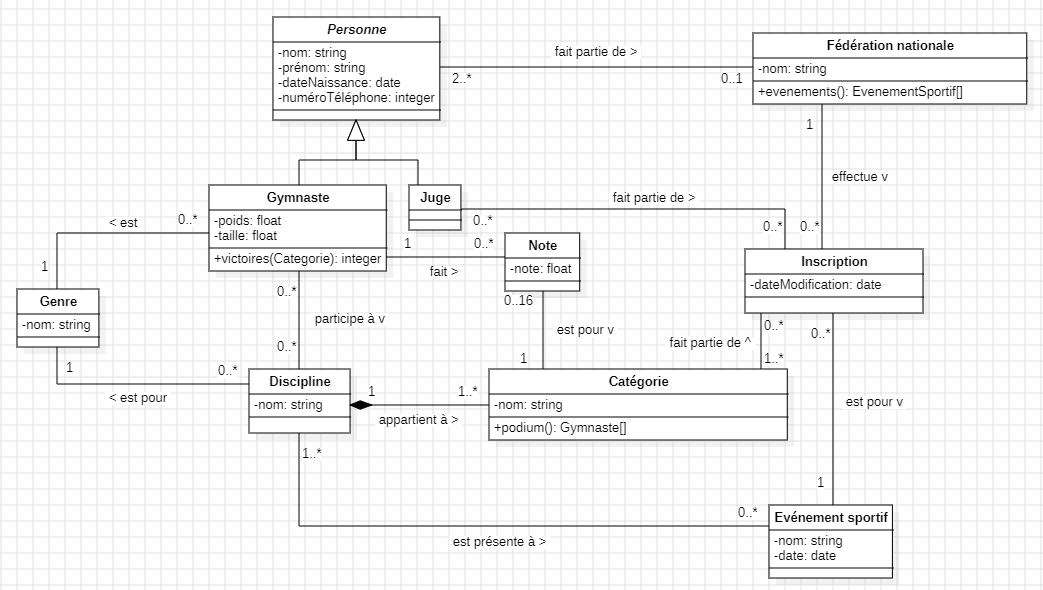 Personne
-nom: string
-prénom: string
-dateNaissance: date
-numéroTéléphone: integer
fait partie de >
2..*
0..1
Fédération nationale
-nom: string
+evenements(): EvenementSportif[]
1
effectue v
0..*
Gymnaste
-poids: float
-taille: float
+victoires(Categorie): integer
Juge
fait partie de >
0..*
0..*
< est
0..*
1
1
0..*
fait >
Note
-note: float
0..16
est pour v
1
Inscription
-dateModification: date
Genre
-nom: string
1
0..*
< est pour
0..*
participe à v
0..*
fait partie de ^
0..*
1..*
0..*
est pour v
1
Discipline
-nom: string
1
1..*
appartient à >
Catégorie
-nom: string
+podium(): Gymnaste[]
1..*
0..*
est présente à >
Evénement sportif
-nom: string
-date: date